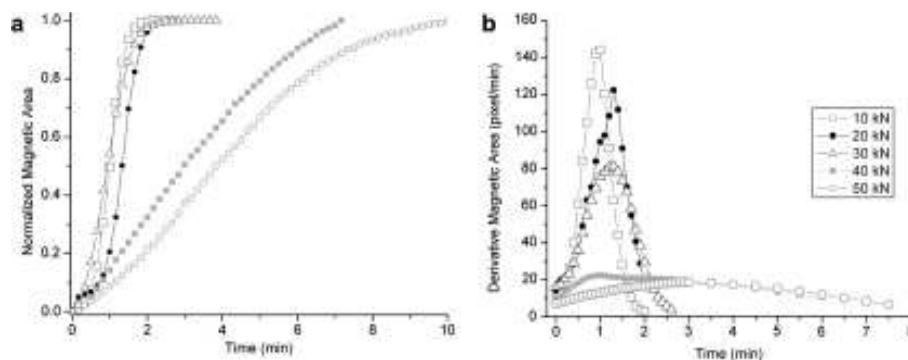 a
Normalized Magnetic Area
1.0
0.8
0.6
0.4
0.2
0.0
0 2 4 6 8 10
Time (min)
b
Derivative Magnetic Area (pixel/min)
160
140
120
100
80
60
40
20
0
0 1 2 3 4 5 6 7 8
Time (min)
10 kN
20 kN
30 kN
40 kN
50 kN